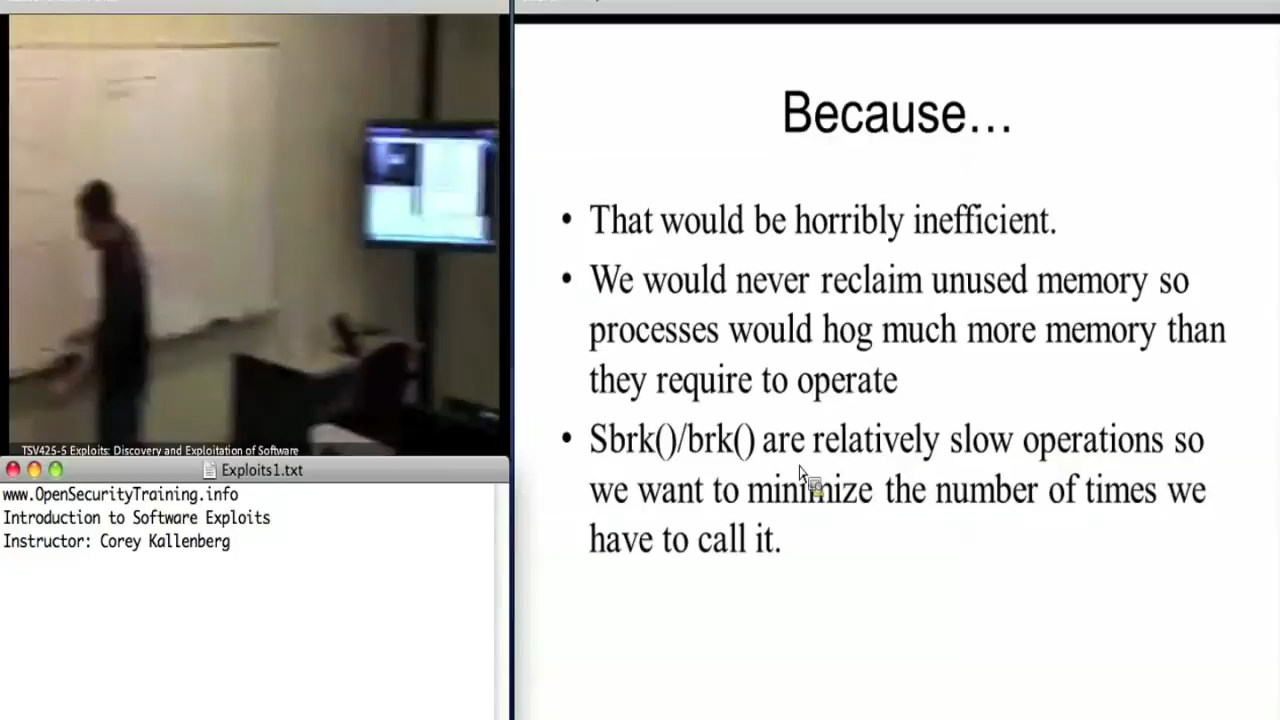 TSV425-5 Exploits: Discovery and Exploitation of Software
Exploits1.txt
www.OpenSecurityTraining.info
Introduction to Software Exploits
Instructor: Corey Kallenberg
Because…
• That would be horribly inefficient.
• We would never reclaim unused memory so
processes would hog much more memory than
they require to operate
• Sbrk()/brk() are relatively slow operations so
we want to minimize the number of times we
have to call it.